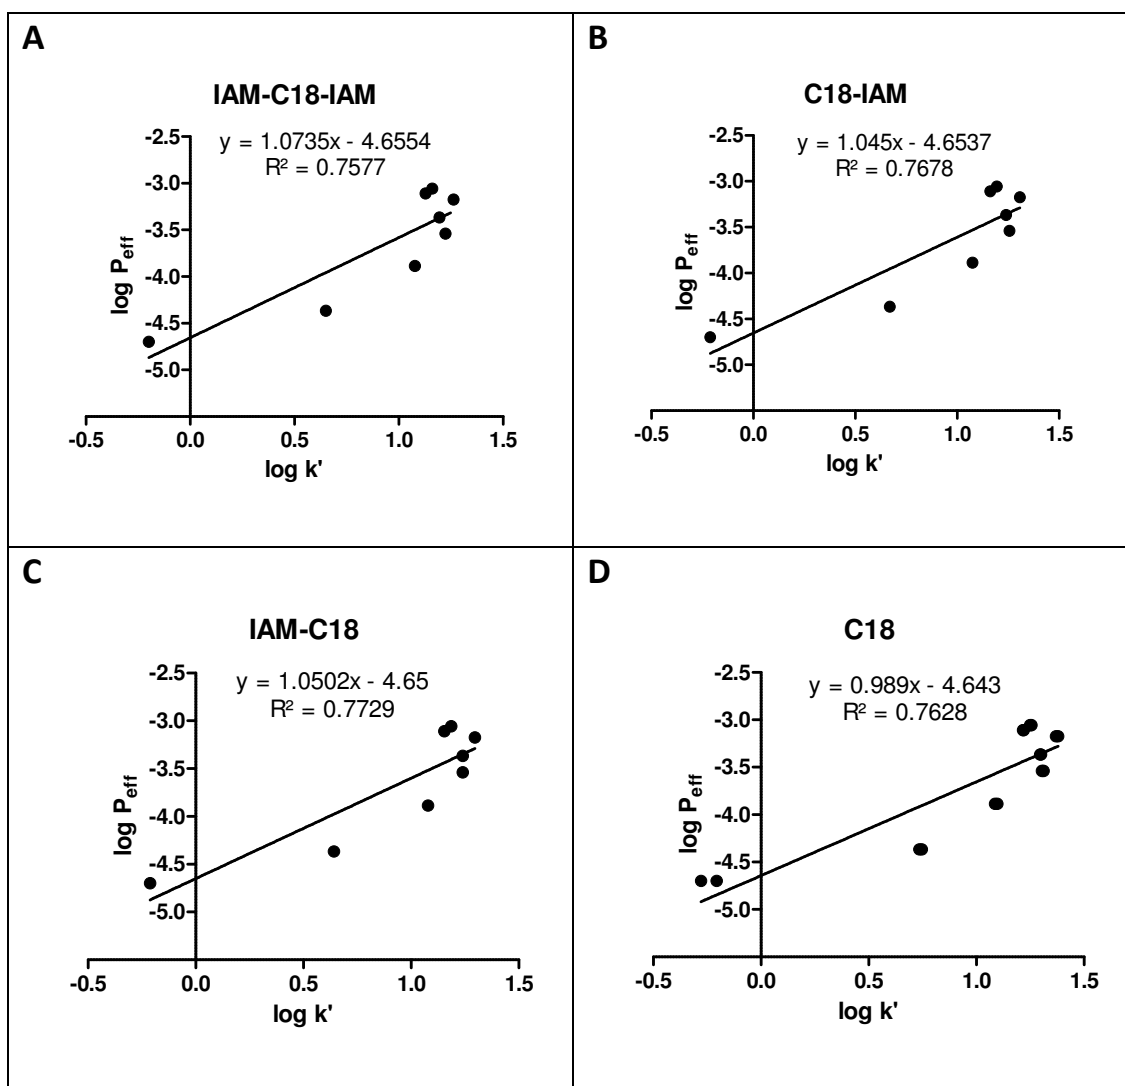 A
IAM-C18-IAM
y = 1.0735x - 4.6554
R² = 0.7577
-2.5
-3.0
-3.5
-4.0
-4.5
-5.0
log Peff
-0.5 0.0 0.5 1.0 1.5
log k'
B
C18-IAM
y = 1.045x - 4.6537
R² = 0.7678
-2.5
-3.0
-3.5
-4.0
-4.5
-5.0
log Peff
-0.5 0.0 0.5 1.0 1.5
log k'
C
IAM-C18
y = 1.0502x - 4.65
R² = 0.7729
-2.5
-3.0
-3.5
-4.0
-4.5
-5.0
log Peff
-0.5 0.0 0.5 1.0 1.5
log k'
D
C18
y = 0.989x - 4.643
R² = 0.7628
-2.5
-3.0
-3.5
-4.0
-4.5
-5.0
log Peff
-0.5 0.0 0.5 1.0 1.5
log k'